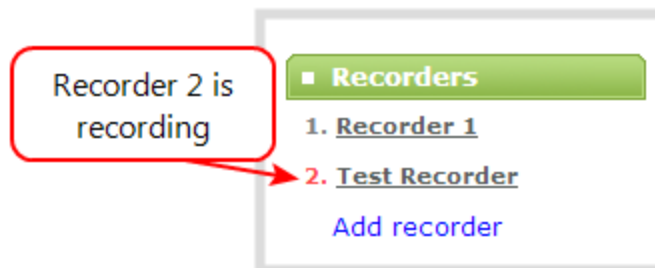 Recorder 2 is
recording
Recorders
1. Recorder 1
2. Test Recorder
Add recorder